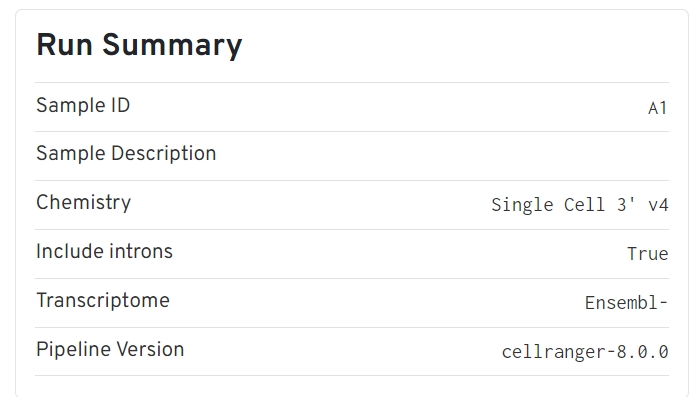 Run Summary
Sample ID A1
Sample Description
Chemistry Single Cell 3' v4
Include introns True
Transcriptome Ensembl-
Pipeline Version cellranger-8.0.0